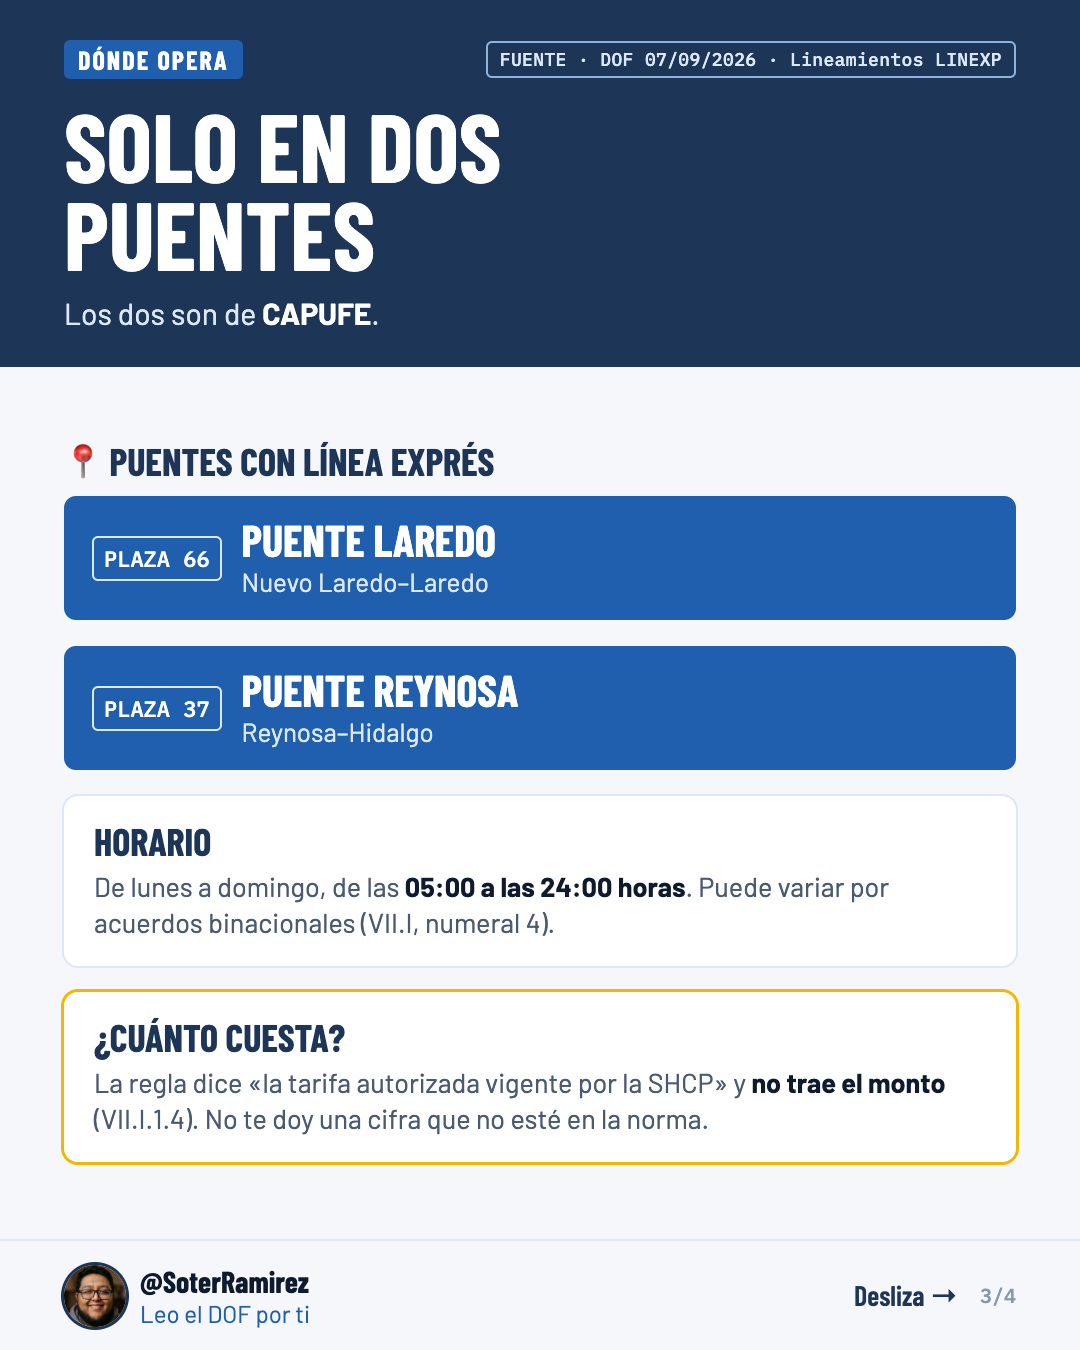 DÓNDE OPERA
FUENTE · DOF 07/09/2026 · Lineamientos LINEXP
SOLO EN DOS
PUENTES
Los dos son de CAPUFE.
PUENTES CON LÍNEA EXPRÉS
PLAZA 66
PUENTE LAREDO
Nuevo Laredo–Laredo
PLAZA 37
PUENTE REYNOSA
Reynosa–Hidalgo
HORARIO
De lunes a domingo, de las 05:00 a las 24:00 horas. Puede variar por
acuerdos binacionales (VII.I, numeral 4).
¿CUÁNTO CUESTA?
La regla dice «la tarifa autorizada vigente por la SHCP» y no trae el monto
(VII.I.1.4). No te doy una cifra que no esté en la norma.
@SoterRamirez
Leo el DOF por ti
Desliza → 3/4